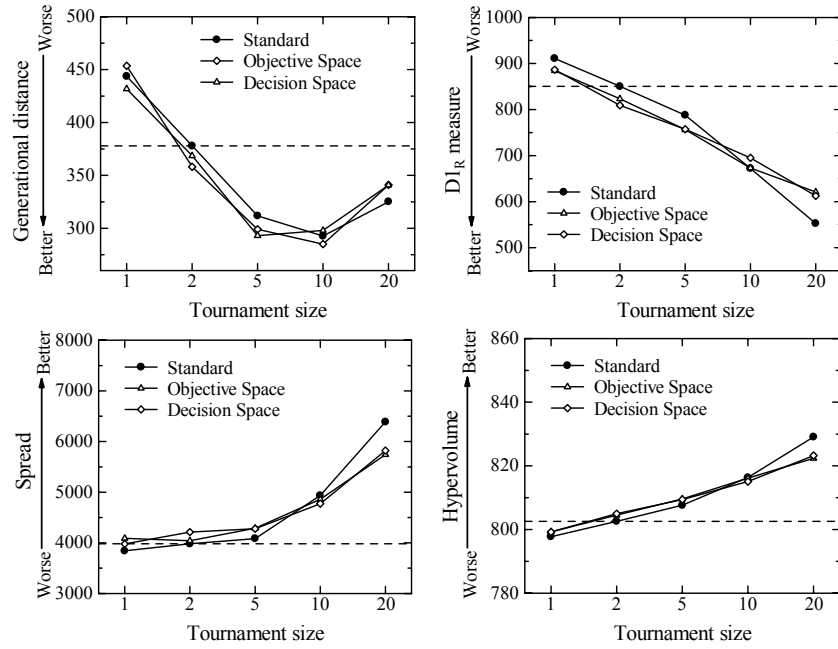 Worse
Better
Generational distance
500
450
400
350
300
Standard
Objective Space
Decision Space
1 2 5 10 20
Tournament size
Worse
Better
D1R measure
1000
900
800
700
600
500
Standard
Objective Space
Decision Space
1 2 5 10 20
Tournament size
Better
Worse
Spread
8000
7000
6000
5000
4000
3000
Standard
Objective Space
Decision Space
1 2 5 10 20
Tournament size
Better
Worse
Hypervolume
860
840
820
800
780
Standard
Objective Space
Decision Space
1 2 5 10 20
Tournament size